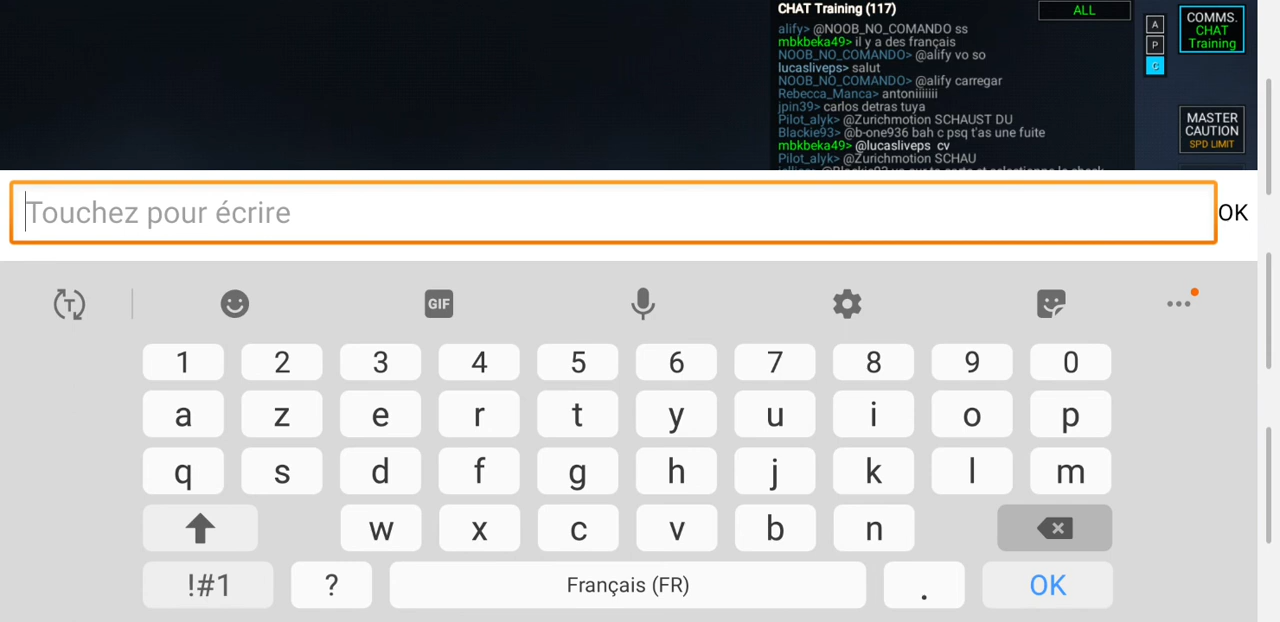 CHAT Training (117)
ALL
alify> @NOOB_NO_COMANDO ss
mbkbeka49> il y a des français
NOOB_NO_COMANDO> @alify vo so
lucasliveps> salut
NOOB_NO_COMANDO> @alify carregar
Rebecca_Manca> antoniiiiiii
jpin39> carlos detras tuya
Pilot_alyk> @Zurichmotion SCHAUST DU
Blackie93> @b-one936 bah c psq t'as une fuite
mbkbeka49> @lucasliveps cv
Pilot_alyk> @Zurichmotion SCHAU
A
P
C
COMMS.
CHAT
Training
MASTER
CAUTION
SPD LIMIT
Touchez pour écrire
OK
T
GIF
1 2 3 4 5 6 7 8 9 0
a z e r t y u i o p
q s d f g h j k l m
w x c v b n
!#1 ? Français (FR) . OK